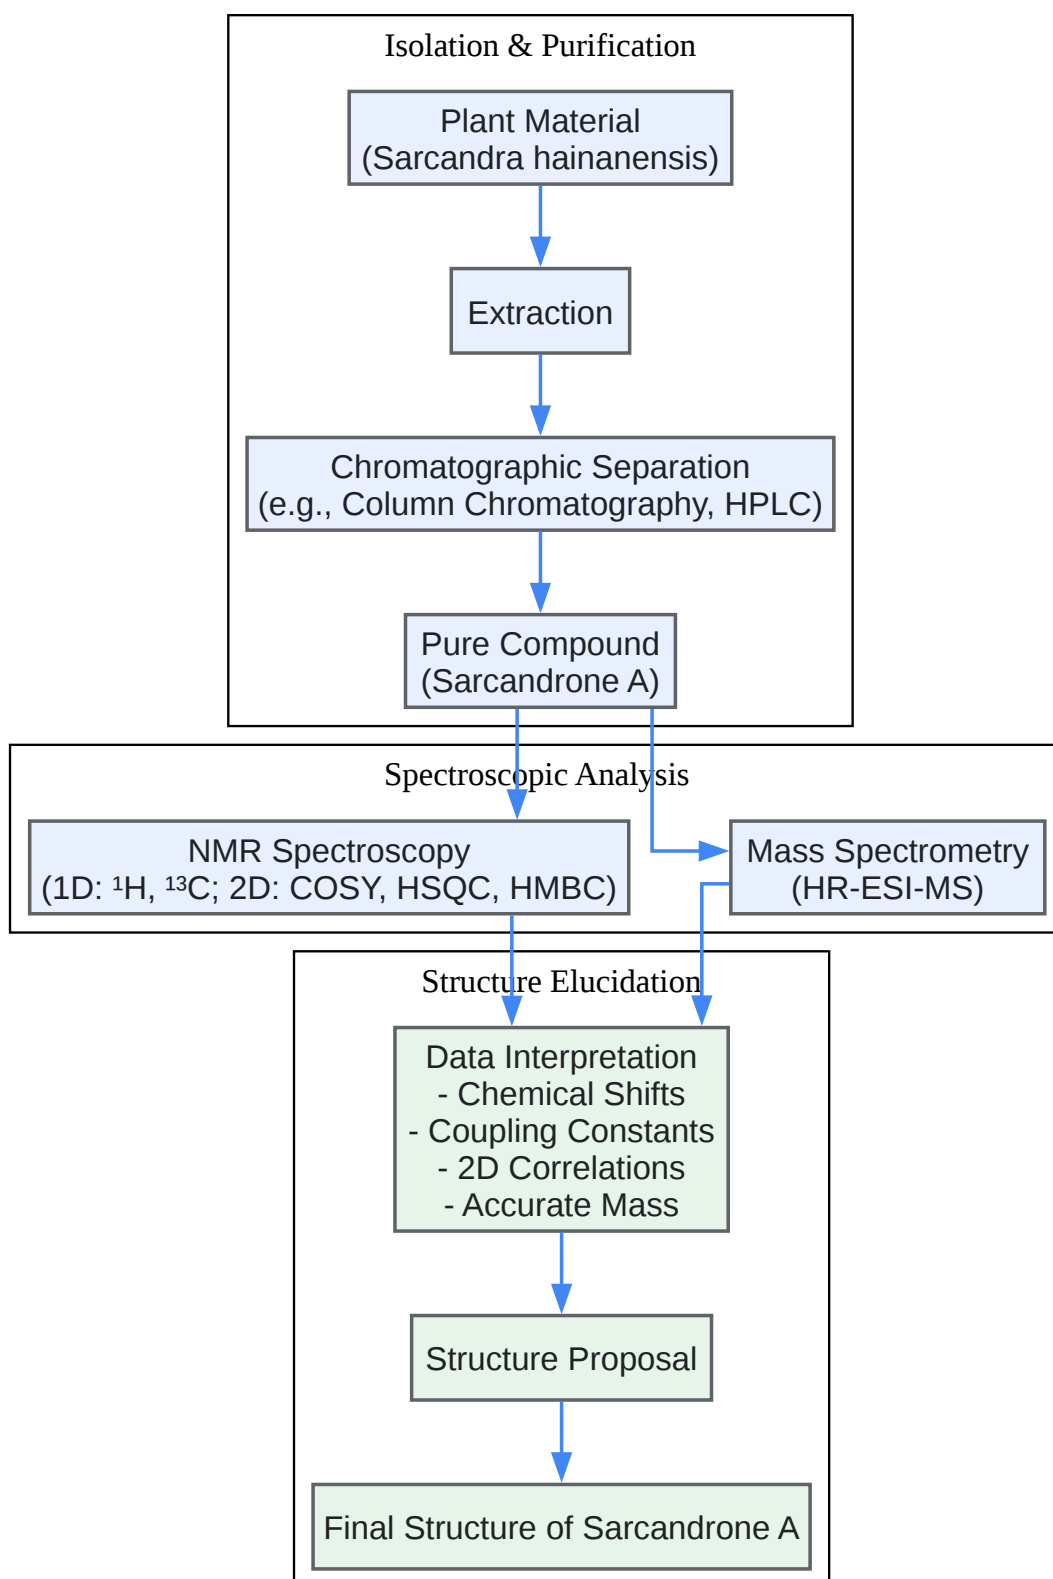 Isolation & Purification
Plant Material
(Sarcandra hainanensis)
Extraction
Chromatographic Separation
(e.g., Column Chromatography, HPLC)
Pure Compound
(Sarcandrone A)
Spectroscopic Analysis
NMR Spectroscopy
(1D: ¹H, ¹³C; 2D: COSY, HSQC, HMBC)
Mass Spectrometry
(HR-ESI-MS)
Structure Elucidation
Data Interpretation
- Chemical Shifts
- Coupling Constants
- 2D Correlations
- Accurate Mass
Structure Proposal
Final Structure of Sarcandrone A